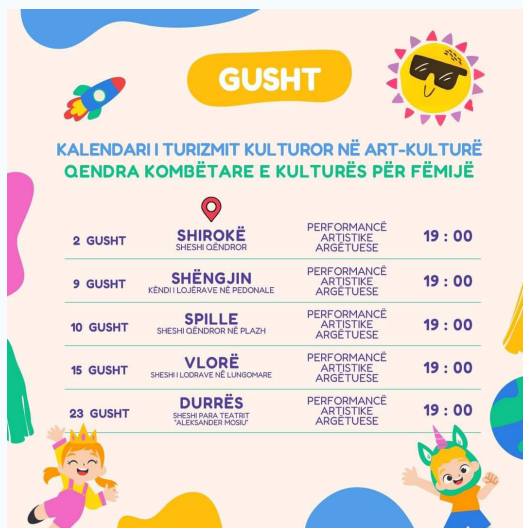 GUSHT
KALENDARI I TURIZMIT KULTUROR NË ART-KULTURË
QENDRA KOMBËTARE E KULTURËS PËR FËMIJË
2 GUSHT
SHIROKË
SHESHI QËNDROR
PERFORMANCË
ARTISTIKE
ARGËTUESE
19 : 00
9 GUSHT
SHËNGJIN
KËNDI I LOJËRAVE NË PEDONALE
PERFORMANCË
ARTISTIKE
ARGËTUESE
19 : 00
10 GUSHT
SPILLE
SHESHI QËNDROR NË PLAZH
PERFORMANCË
ARTISTIKE
ARGËTUESE
19 : 00
15 GUSHT
VLORË
SHESHI I LODRAVE NË LUNGOMARE
PERFORMANCË
ARTISTIKE
ARGËTUESE
19 : 00
23 GUSHT
DURRËS
SHESHI PARA TEATRIT
"ALEKSANDER MOSIU"
PERFORMANCË
ARTISTIKE
ARGËTUESE
19 : 00